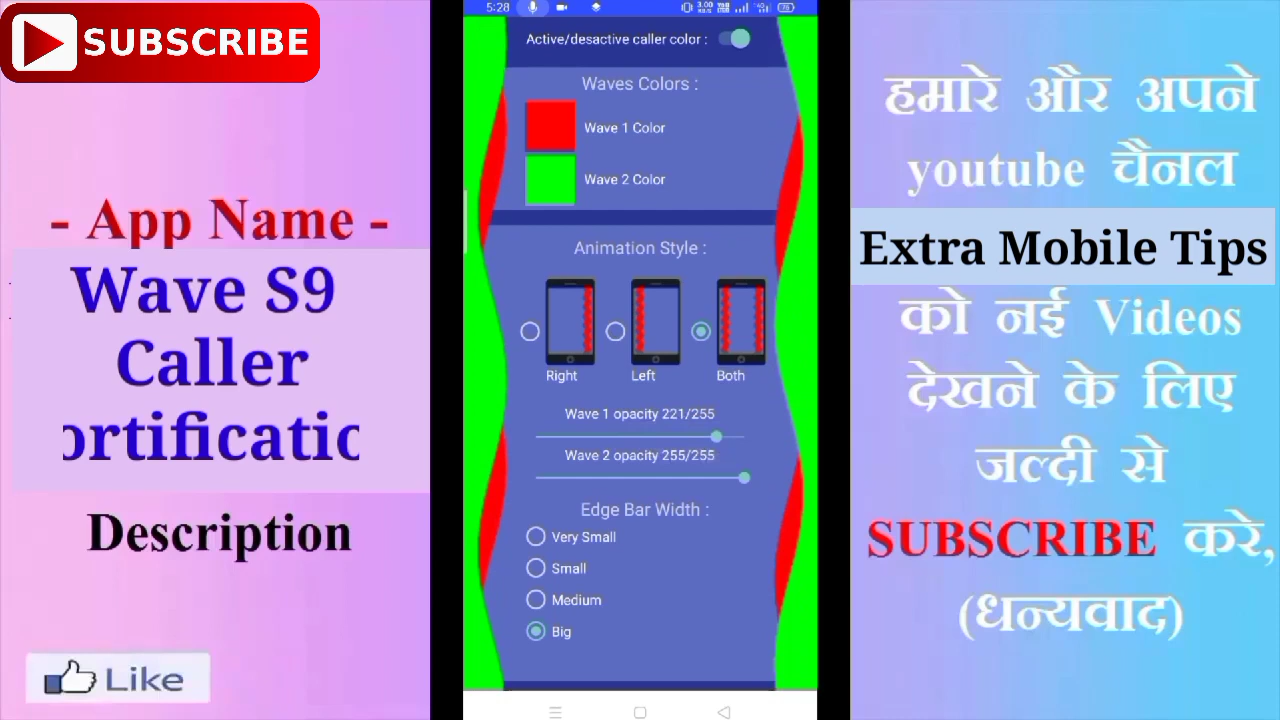 SUBSCRIBE
- App Name -
Wave S9
Caller
ortificatic
Description
Like
5:28
3.00
Active/desactive caller color :
Waves Colors :
Wave 1 Color
Wave 2 Color
Animation Style :
Right
Left
Both
Wave 1 opacity 221/255
Wave 2 opacity 255/255
Edge Bar Width :
Very Small
Small
Medium
Big
हमारे और अपने
youtube चैनल
Extra Mobile Tips
को नई Videos
देखने के लिए
जल्दी से
SUBSCRIBE करे,
(धन्यवाद)